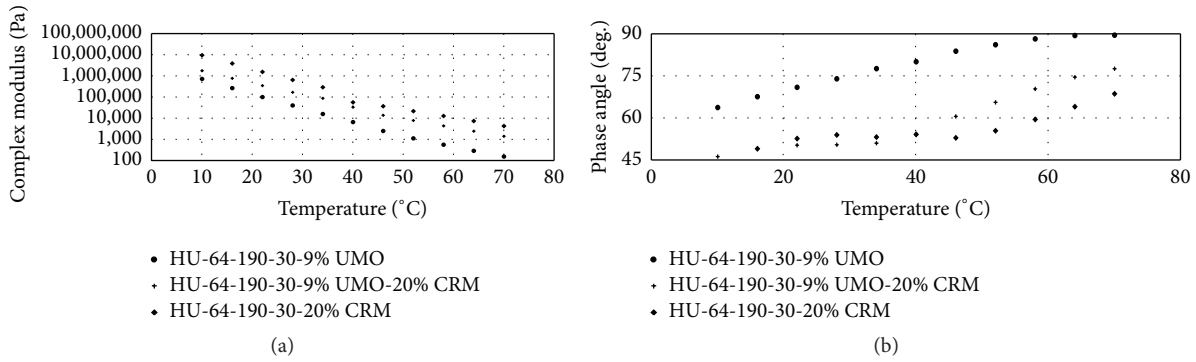 Complex modulus (Pa)
100,000,000
10,000,000
1,000,000
100,000
10,000
1,000
100
0 10 20 30 40 50 60 70 80
Temperature (°C)
HU-64-190-30-9% UMO
HU-64-190-30-9% UMO-20% CRM
HU-64-190-30-20% CRM
(a)
Phase angle (deg.)
90
75
60
45
0 20 40 60 80
Temperature (°C)
HU-64-190-30-9% UMO
HU-64-190-30-9% UMO-20% CRM
HU-64-190-30-20% CRM
(b)